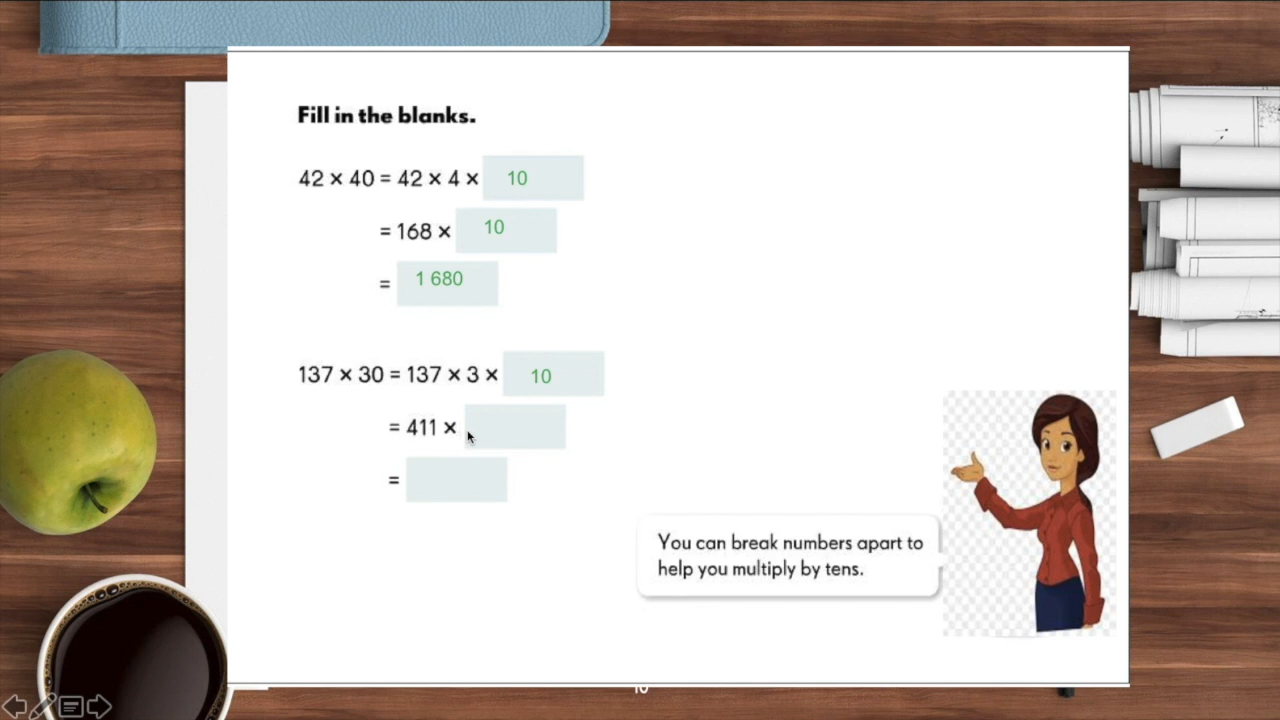 Fill in the blanks.
42 × 40 = 42 × 4 × 10
= 168 × 10
= 1 680
137 × 30 = 137 × 3 × 10
= 411 ×
=
You can break numbers apart to
help you multiply by tens.